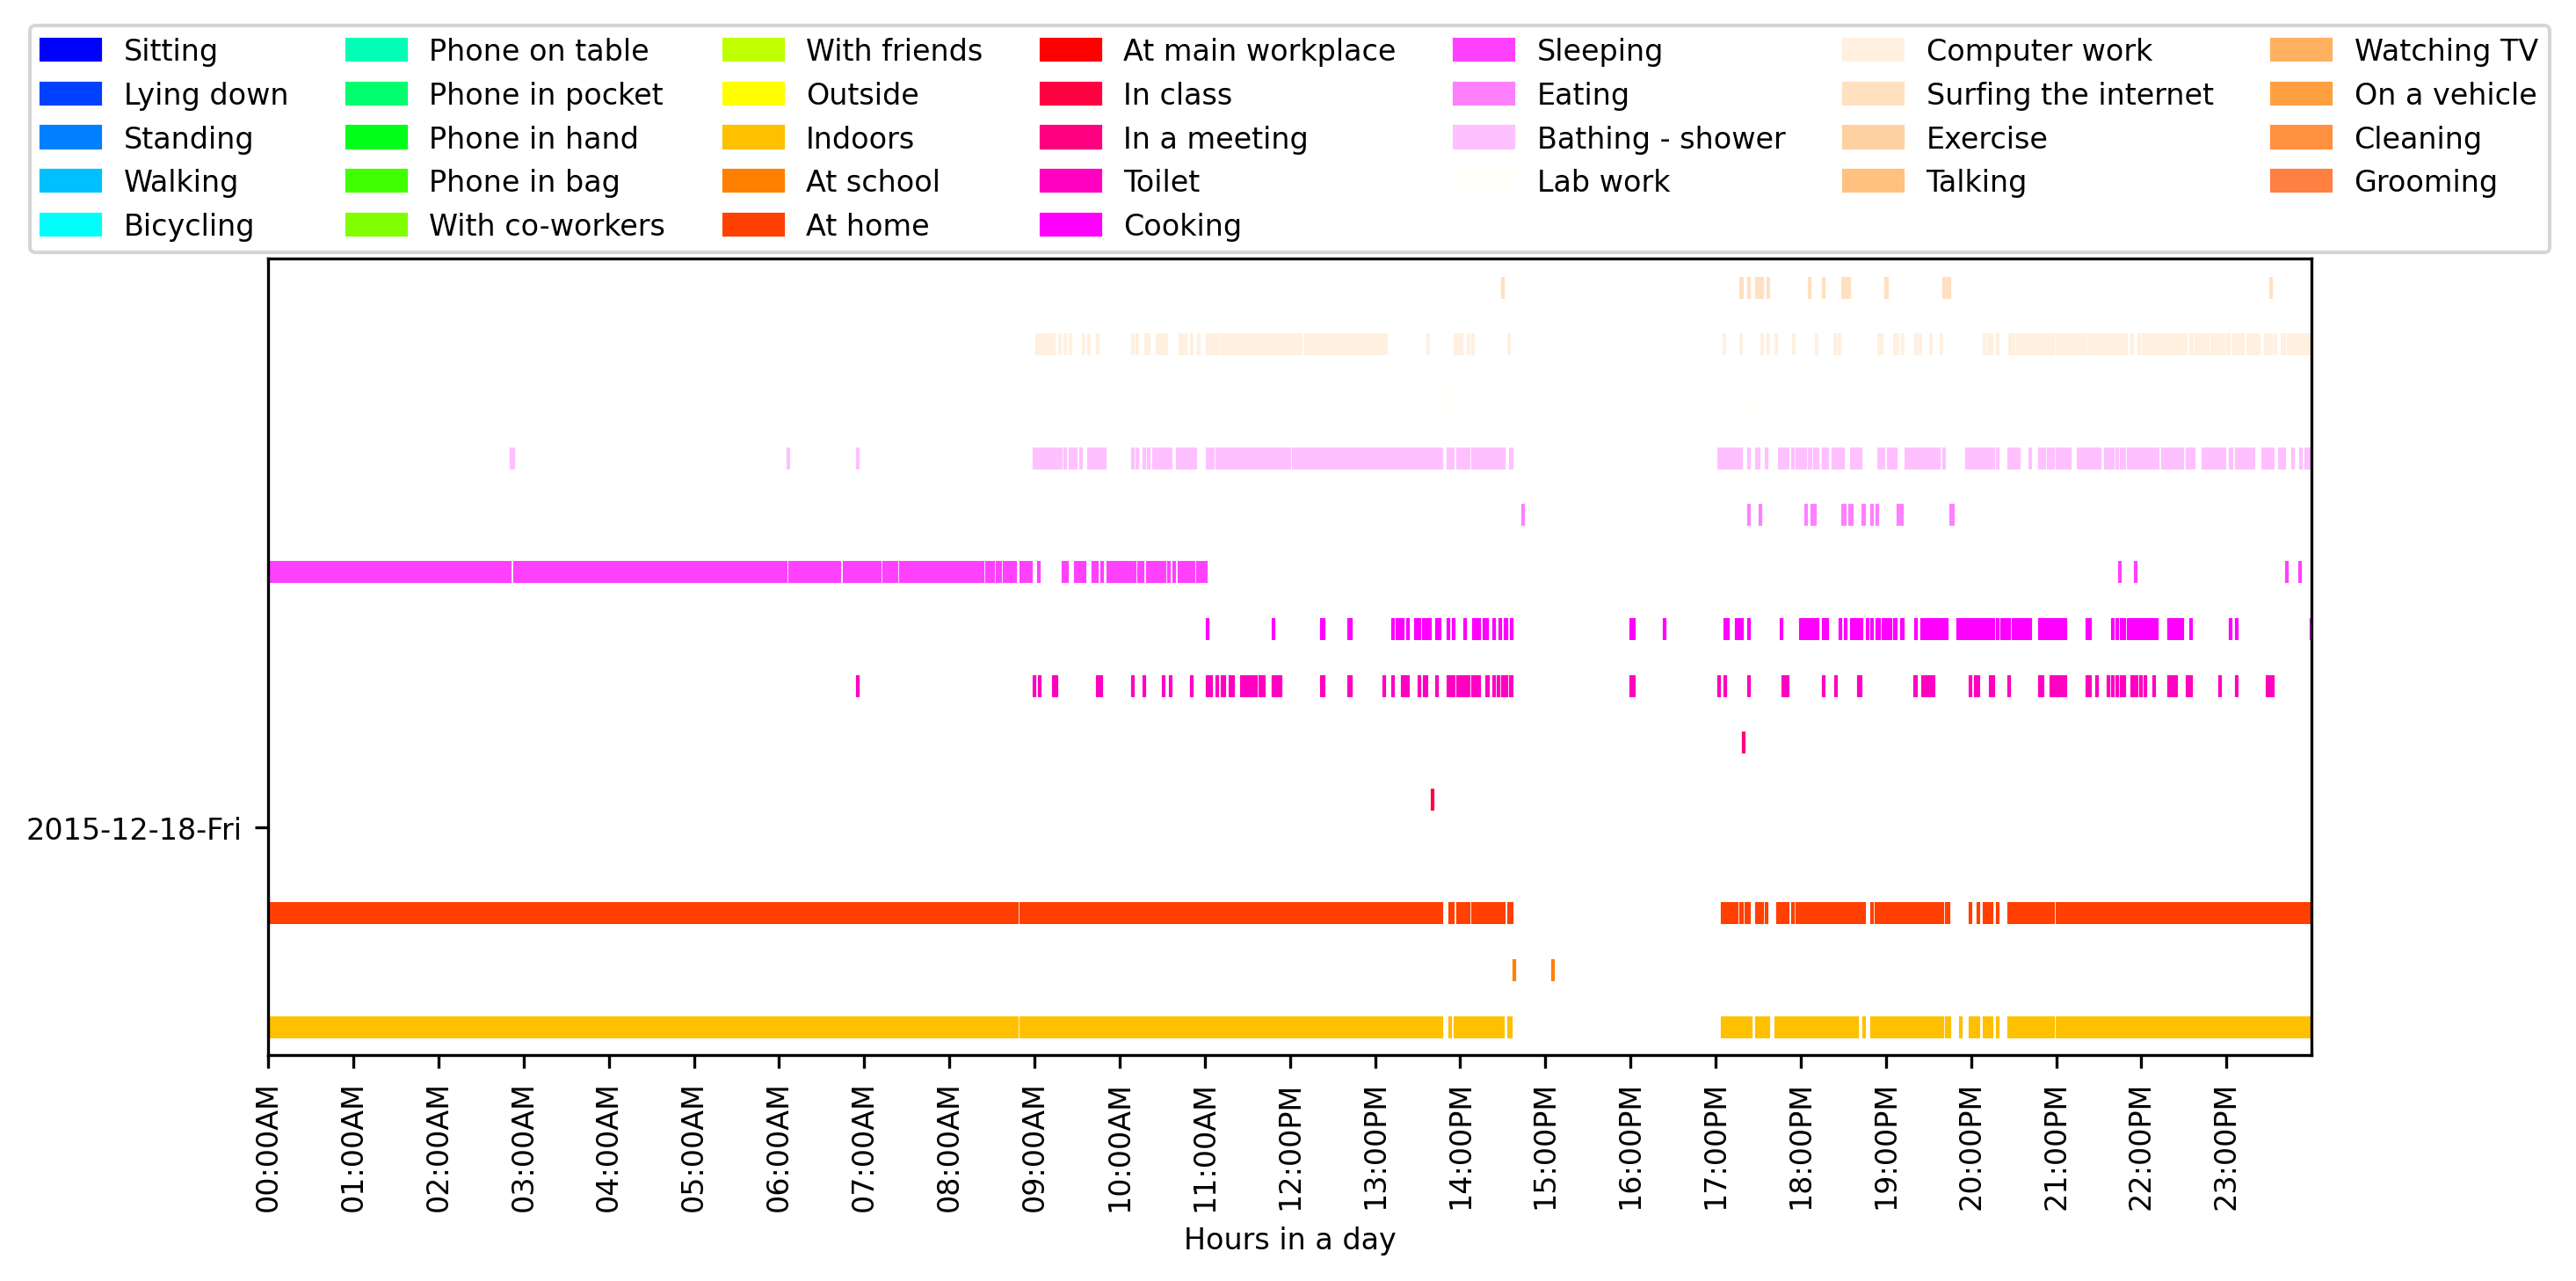 Sitting Phone on table With friends At main workplace Sleeping Computer work Watching TV
Lying down Phone in pocket Outside In class Eating Surfing the internet On a vehicle
Standing Phone in hand Indoors In a meeting Bathing - shower Exercise Cleaning
Walking Phone in bag At school Toilet Lab work Talking Grooming
Bicycling With co-workers At home Cooking
2015-12-18-Fri
00:00AM
01:00AM
02:00AM
03:00AM
04:00AM
05:00AM
06:00AM
07:00AM
08:00AM
09:00AM
10:00AM
11:00AM
12:00PM
13:00PM
14:00PM
15:00PM
16:00PM
17:00PM
18:00PM
19:00PM
20:00PM
21:00PM
22:00PM
23:00PM
Hours in a day